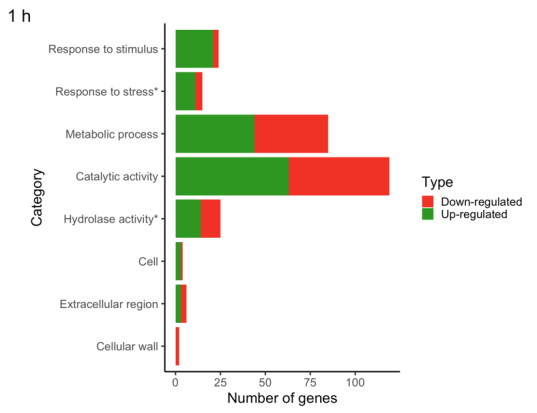 1 h
Category
Response to stimulus
Response to stress*
Metabolic process
Catalytic activity
Hydrolase activity*
Cell
Extracellular region
Cellular wall
0 25 50 75 100
Number of genes
Type
Down-regulated
Up-regulated